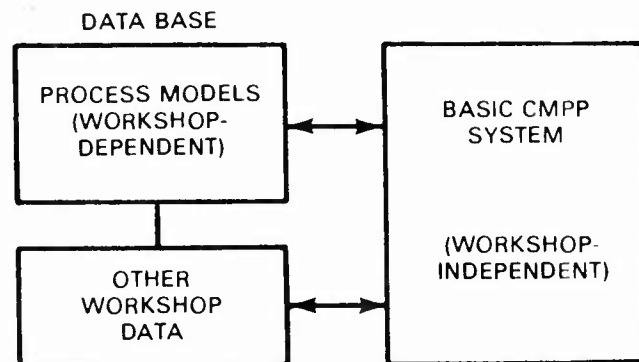 DATA BASE
PROCESS MODELS
(WORKSHOP-
DEPENDENT)
OTHER
WORKSHOP
DATA
BASIC CMPP
SYSTEM
(WORKSHOP-
INDEPENDENT)